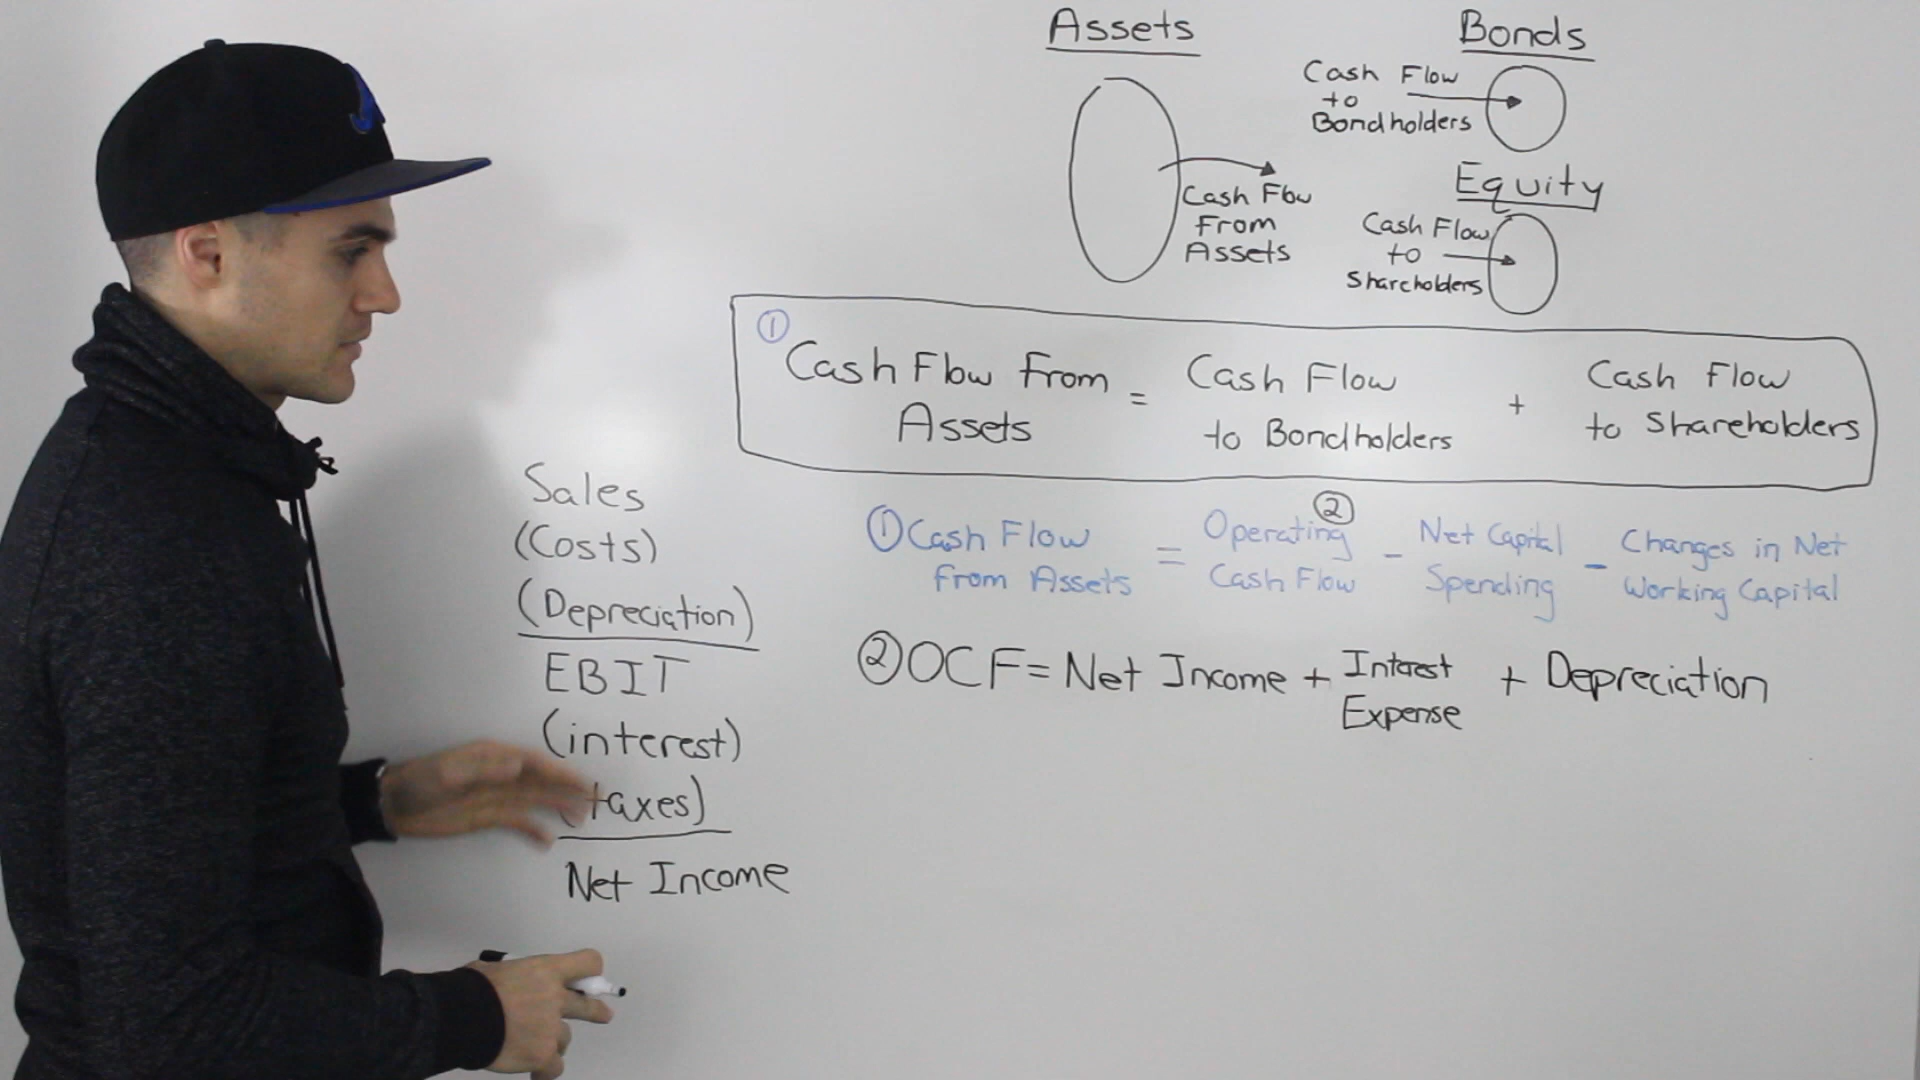 Assets
Cash Flow
From
Assets
Bonds
Cash Flow
to
Bondholders
Equity
Cash Flow
to
Shareholders
① Cash Flow From
Assets
=
Cash Flow
to Bondholders
+
Cash Flow
to Shareholders
① Cash Flow
From Assets
=
②
Operating
Cash Flow
-
Net Capital
Spending
-
Changes in Net
Working Capital
② OCF = Net Income + Interest
Expense
+ Depreciation
Sales
(Costs)
(Depreciation)
EBIT
(interest)
(taxes)
Net Income